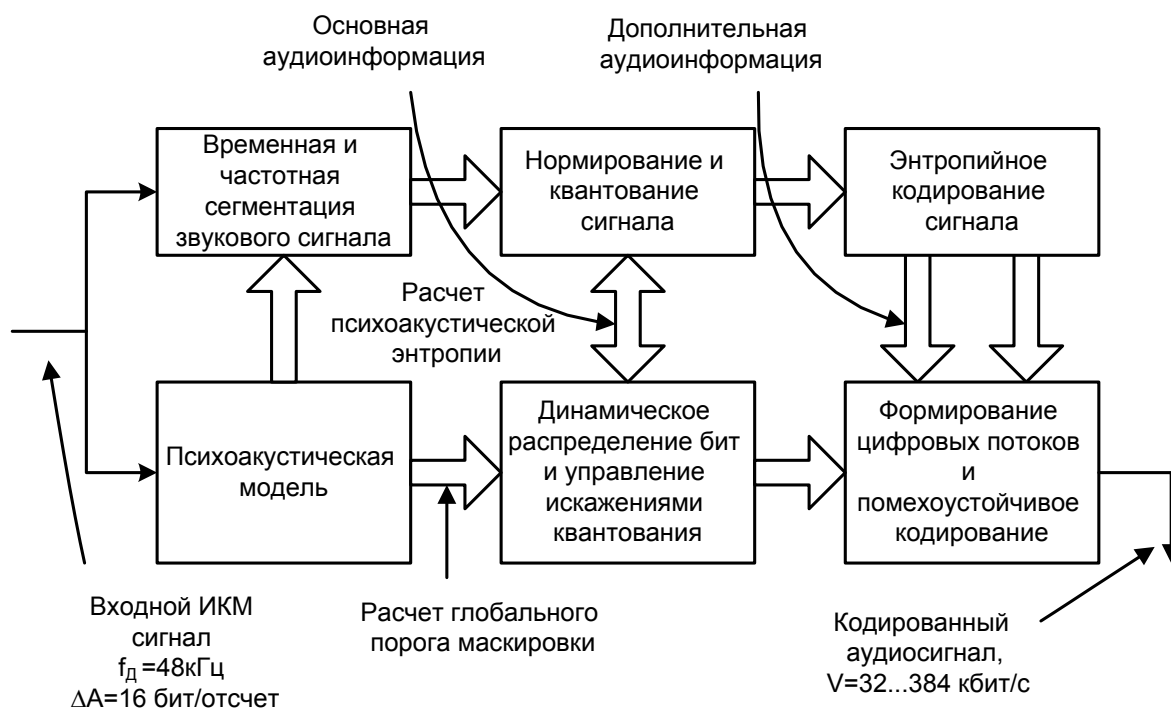 Основная
аудиоинформация
Дополнительная
аудиоинформация
Временная и
частотная
сегментация
звукового сигнала
Нормирование и
квантование
сигнала
Энтропийное
кодирование
сигнала
Расчет
психоакустической
энтропии
Психоакустическая
модель
Динамическое
распределение бит
и управление
искажениями
квантования
Формирование
цифровых потоков
и
помехоустойчивое
кодирование
Входной ИКМ
сигнал
fД =48кГц
ΔA=16 бит/отсчет
Расчет глобального
порога маскировки
Кодированный
аудиосигнал,
V=32...384 кбит/с